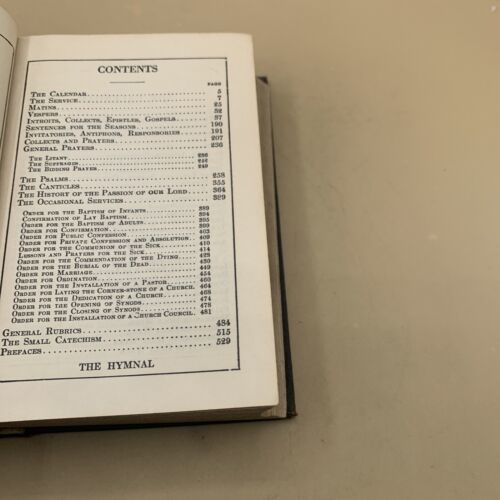 CONTENTS
PAGE
THE CALENDAR 5
THE SERVICE 7
MATINS 25
VESPERS 32
INTROITS, COLLECTS, EPISTLES, GOSPELS 37
SENTENCES FOR THE SEASONS 190
INVITATORIES, ANTIPHONS, RESPONSORIES 191
COLLECTS AND PRAYERS 207
GENERAL PRAYERS 236
THE LITANY 236
THE SUFFRAGES
THE BIDDING PRAYER 249
THE PSALMS 258
THE CANTICLES 355
THE HISTORY OF THE PASSION OF OUR LORD 364
THE OCCASIONAL SERVICES
ORDER FOR THE BAPTISM OF INFANTS 389
CONFIRMATION OF LAY BAPTISM 394
ORDER FOR THE BAPTISM OF ADULTS 395
ORDER FOR CONFIRMATION
ORDER FOR PUBLIC CONFESSION 403
ORDER FOR PRIVATE CONFESSION AND ABSOLUTION 409
ORDER FOR THE COMMUNION OF THE SICK 410
LESSONS AND PRAYERS FOR THE SICK 414
ORDER FOR THE COMMENDATION OF THE DYING
ORDER FOR THE BURIAL OF THE DEAD 430
ORDER FOR MARRIAGE 449
ORDER FOR ORDINATION 454
ORDER FOR THE INSTALLATION OF A PASTOR 460
ORDER FOR LAYING THE CORNER-STONE OF A CHURCH 464
ORDER FOR THE DEDICATION OF A CHURCH 468
ORDER FOR THE OPENING OF SYNODS 474
ORDER FOR THE CLOSING OF SYNODS 478
ORDER FOR THE INSTALLATION OF A CHURCH COUNCIL 481
GENERAL RUBRICS 484
THE SMALL CATECHISM 515
PREFACES 529
THE HYMNAL